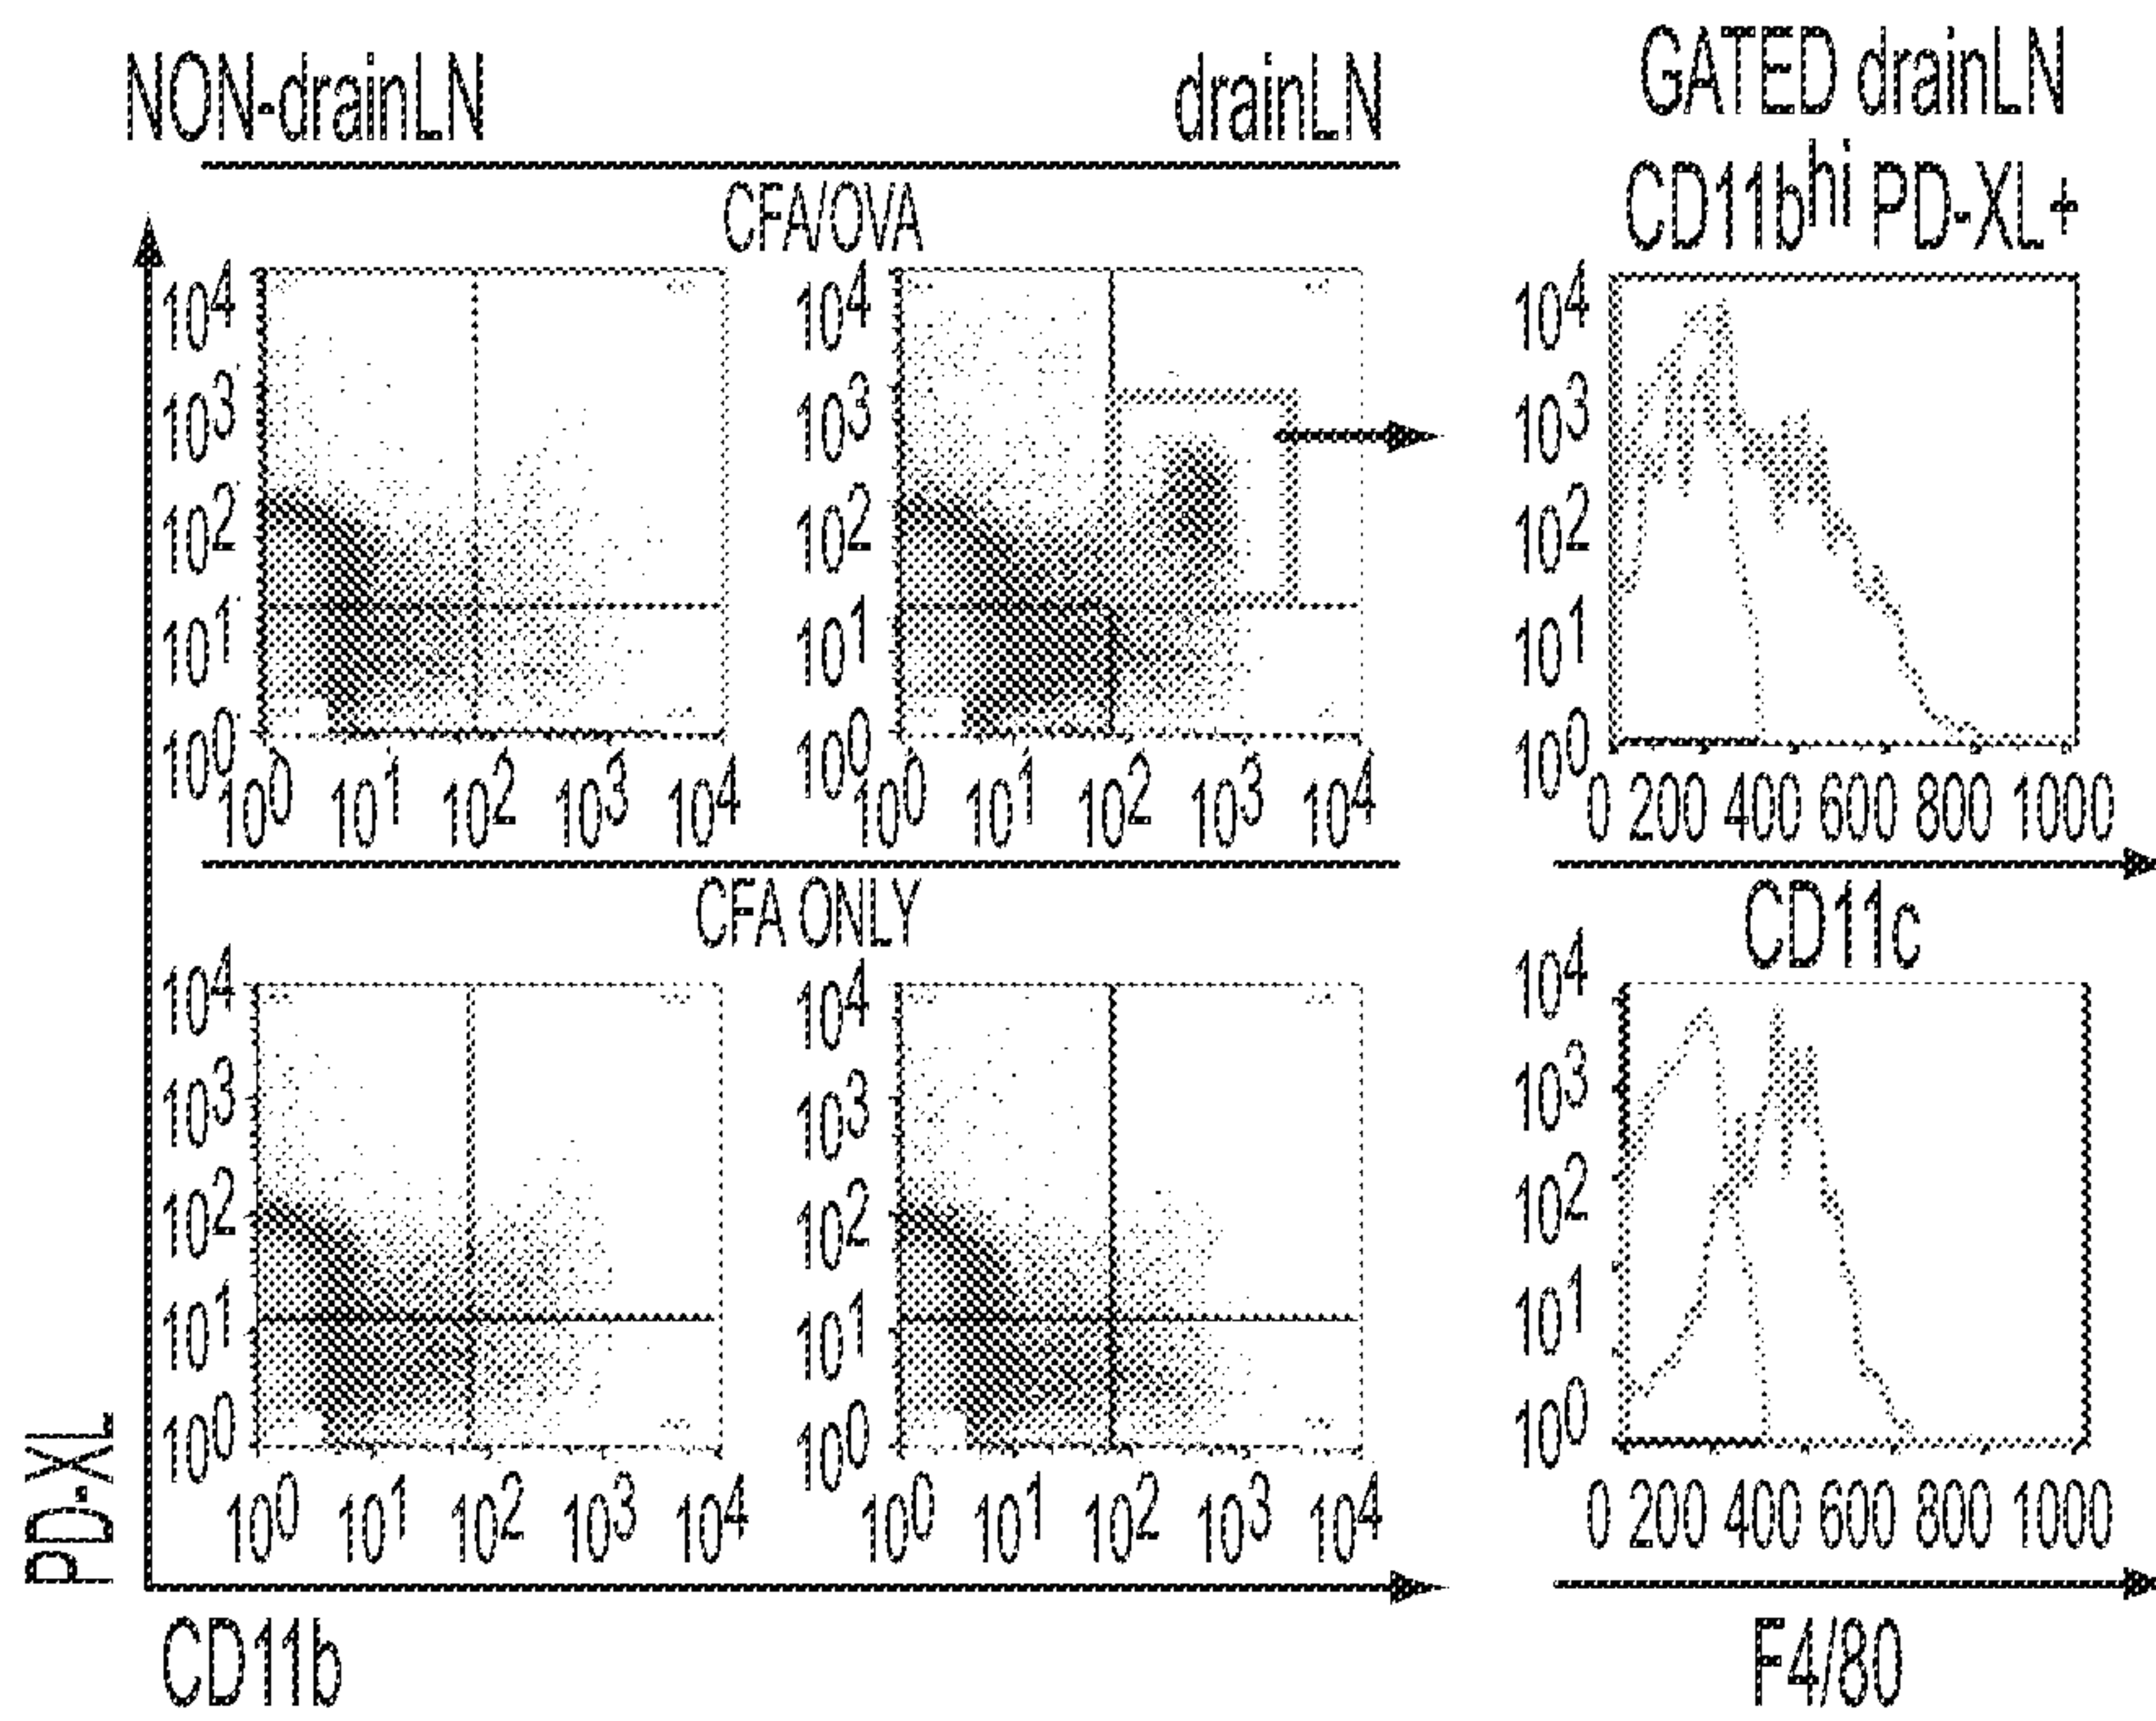 NON-drainLN drainLN
GATED drainLN
CD11bhi PD-XL+
CFA/OVA
104 104 104
103 103 103
102 102 102
101 101 101
100 100 100
100 101 102 103 104 100 101 102 103 104 0 200 400 600 800 1000
CFA ONLY
CD11c
104 104 104
103 103 103
102 102 102
101 101 101
100 100 100
100 101 102 103 104 100 101 102 103 104 0 200 400 600 800 1000
PD-XL
CD11b
F4/80